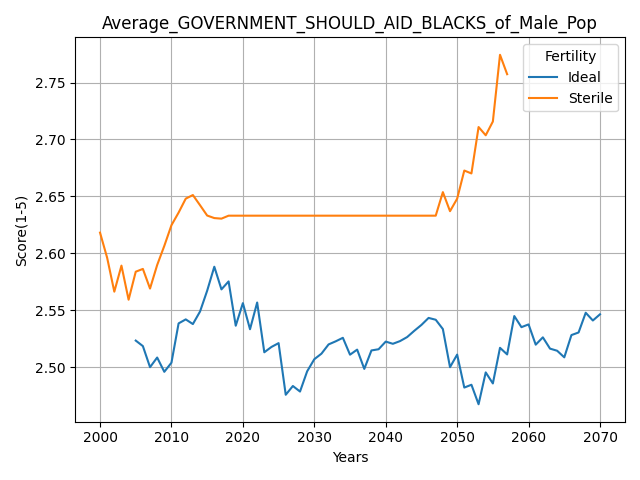 Average_GOVERNMENT_SHOULD_AID_BLACKS_of_Male_Pop
Fertility
Ideal
Sterile
Score(1-5)
2.75
2.70
2.65
2.60
2.55
2.50
2000 2010 2020 2030 2040 2050 2060 2070
Years